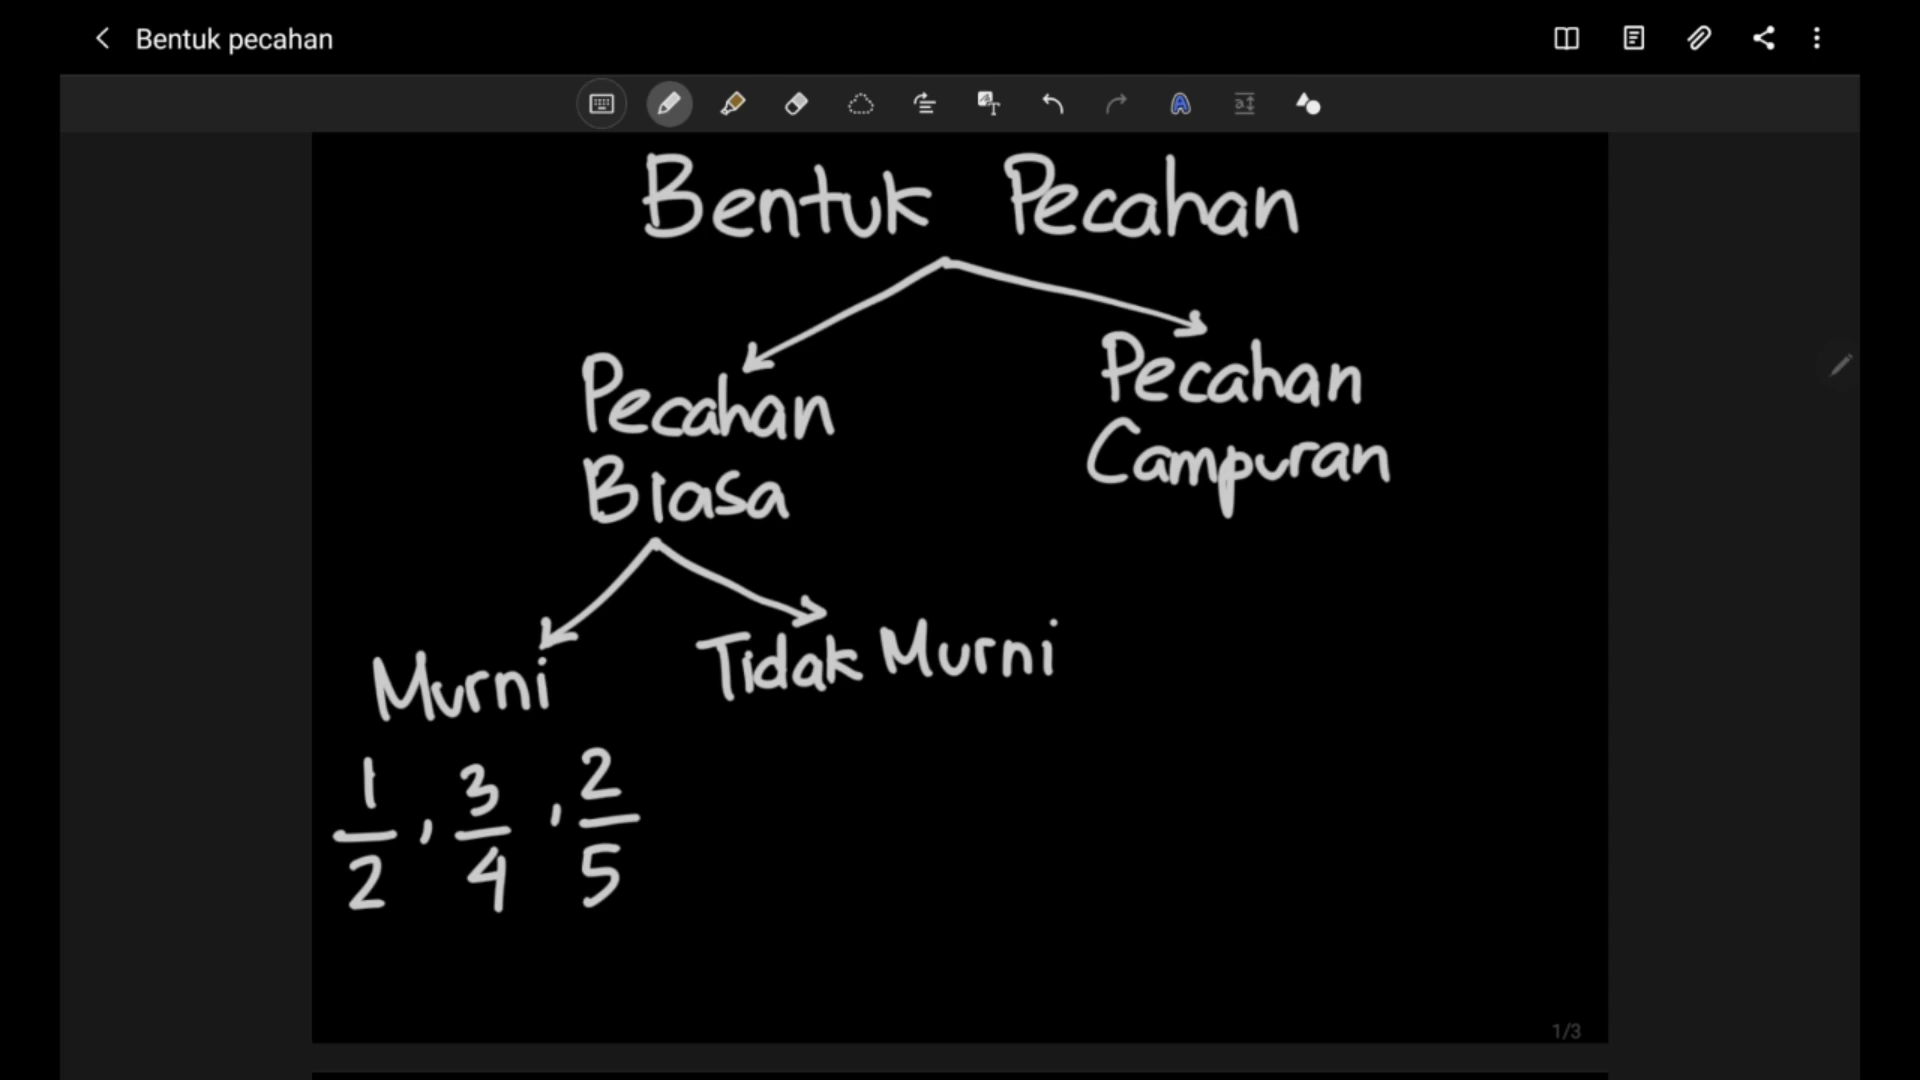 Bentuk pecahan
Bentuk Pecahan
Pecahan
Biasa
Pecahan
Campuran
Murni
Tidak Murni
1/2 , 3/4 , 2/5
1/3